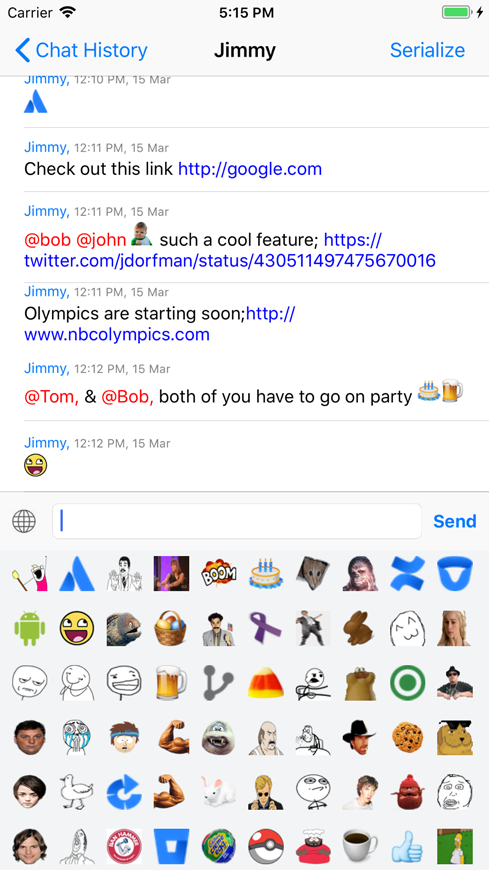 Carrier 5:15 PM
Chat History Jimmy Serialize
Jimmy, 12:10 PM, 15 Mar
Jimmy, 12:11 PM, 15 Mar
Check out this link http://google.com
Jimmy, 12:11 PM, 15 Mar
@bob @john such a cool feature; https://
twitter.com/jdorfman/status/430511497475670016
Jimmy, 12:11 PM, 15 Mar
Olympics are starting soon;http://
www.nbcolympics.com
Jimmy, 12:12 PM, 15 Mar
@Tom, & @Bob, both of you have to go on party
Jimmy, 12:12 PM, 15 Mar
Send
BOOM
BAN HAMMER